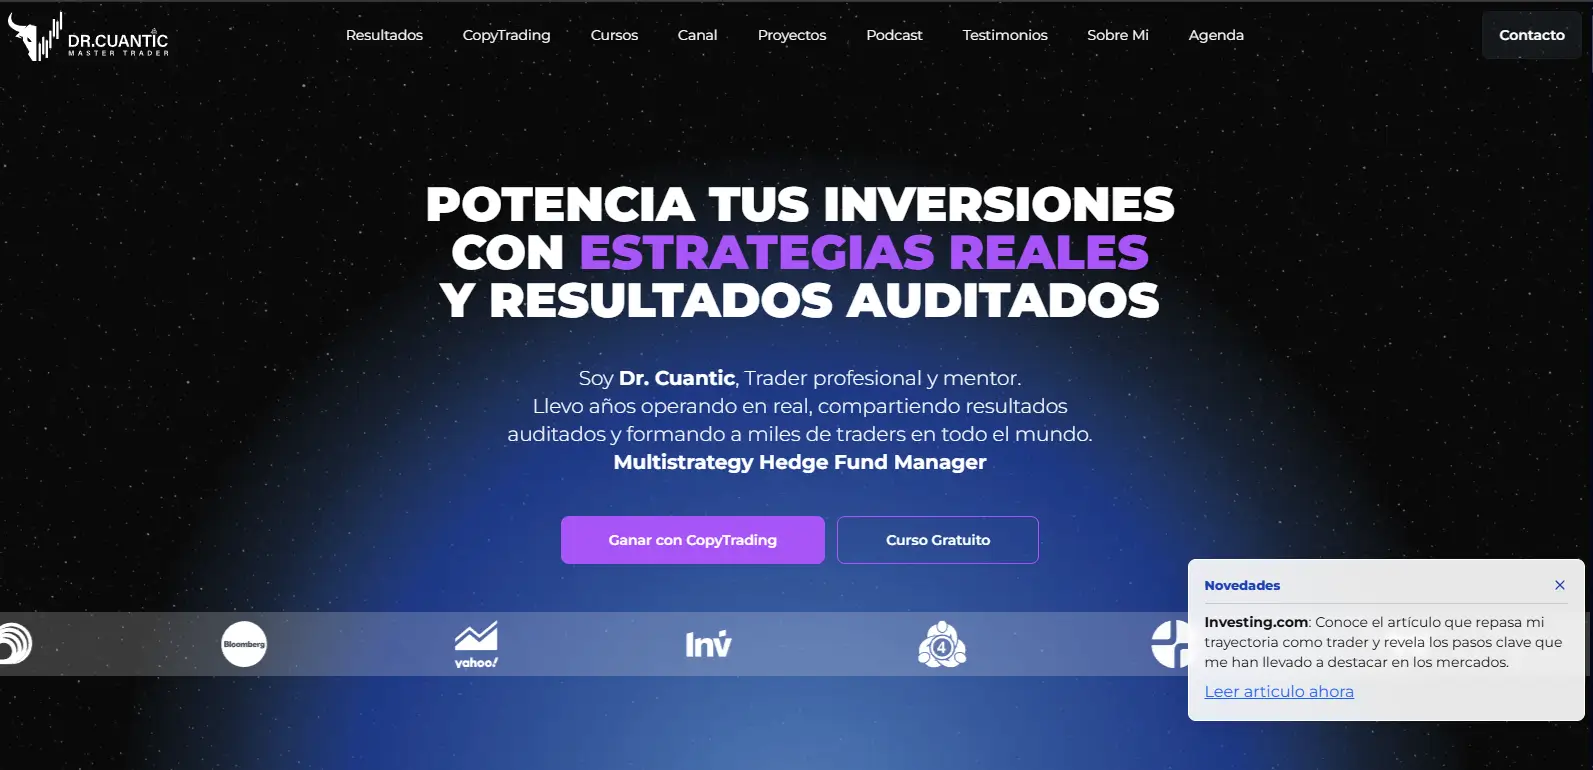 DR.CUANTIC
MASTER TRADER
Resultados
CopyTrading
Cursos
Canal
Proyectos
Podcast
Testimonios
Sobre Mi
Agenda
Contacto
POTENCIA TUS INVERSIONES
CON ESTRATEGIAS REALES
Y RESULTADOS AUDITADOS
Soy Dr. Cuantic, Trader profesional y mentor.
Llevo años operando en real, compartiendo resultados
auditados y formando a miles de traders en todo el mundo.
Multistrategy Hedge Fund Manager
Ganar con CopyTrading
Curso Gratuito
Bloomberg
yahoo!
Inv
4
Novedades
Investing.com: Conoce el artículo que repasa mi
trayectoria como trader y revela los pasos clave que
me han llevado a destacar en los mercados.
Leer articulo ahora